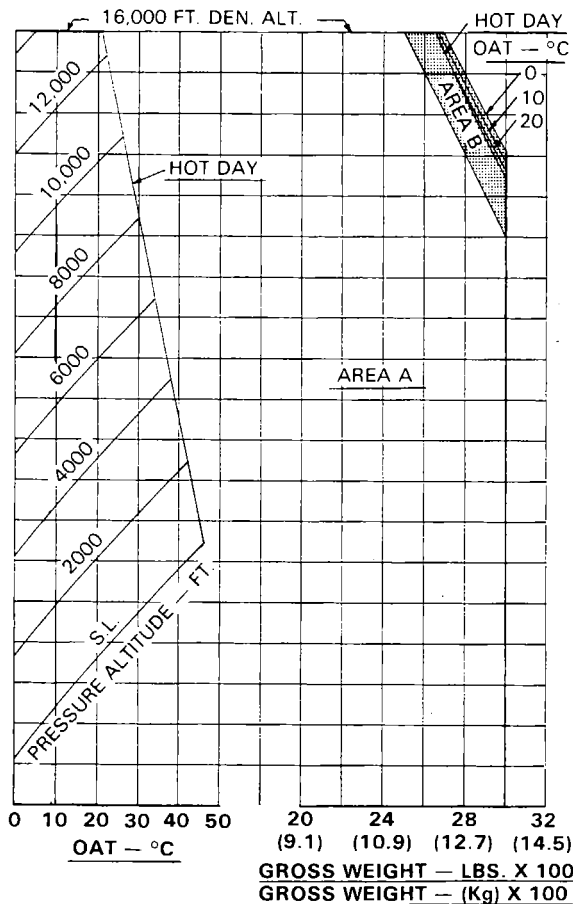 16,000 FT. DEN. ALT.
HOT DAY
OAT — °C
0
10
20
12,000
AREA B
10,000
HOT DAY
8000
6000
AREA A
4000
2000
S.L.
PRESSURE ALTITUDE — FT.
0 10 20 30 40 50
20 24 28 32
(9.1) (10.9) (12.7) (14.5)
OAT — °C
GROSS WEIGHT — LBS. X 100
GROSS WEIGHT — (Kg) X 100